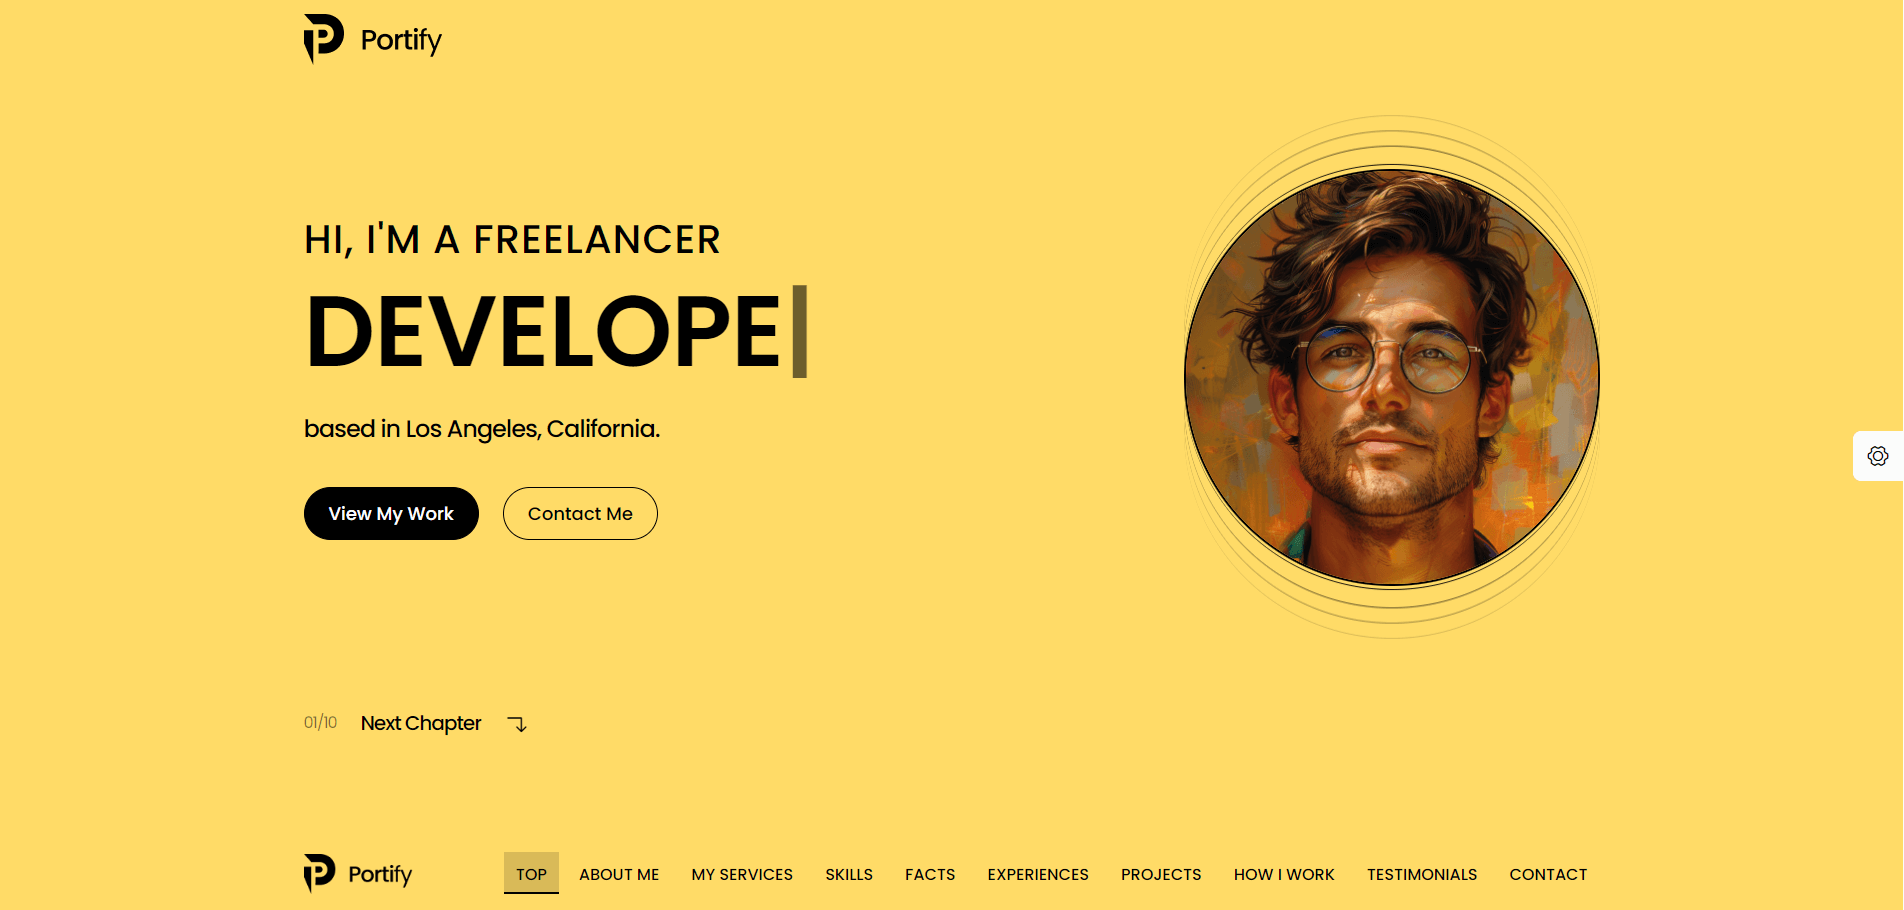 Portify
HI, I'M A FREELANCER
DEVELOPE
based in Los Angeles, California.
View My Work
Contact Me
01/10 Next Chapter
Portify
TOP ABOUT ME MY SERVICES SKILLS FACTS EXPERIENCES PROJECTS HOW I WORK TESTIMONIALS CONTACT